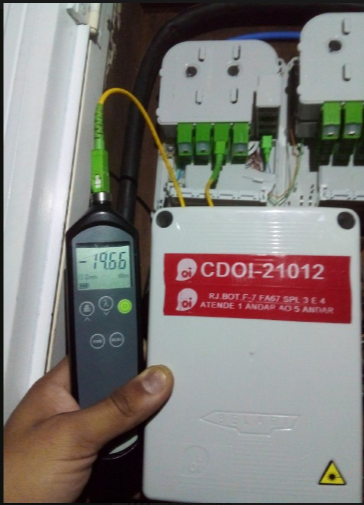 -19.66
oi CDOI-21012
oi RJ.BOT.F-7 FA67 SPL 3 E 4
ATENDE 1 ANDAR AO 5 ANDAR